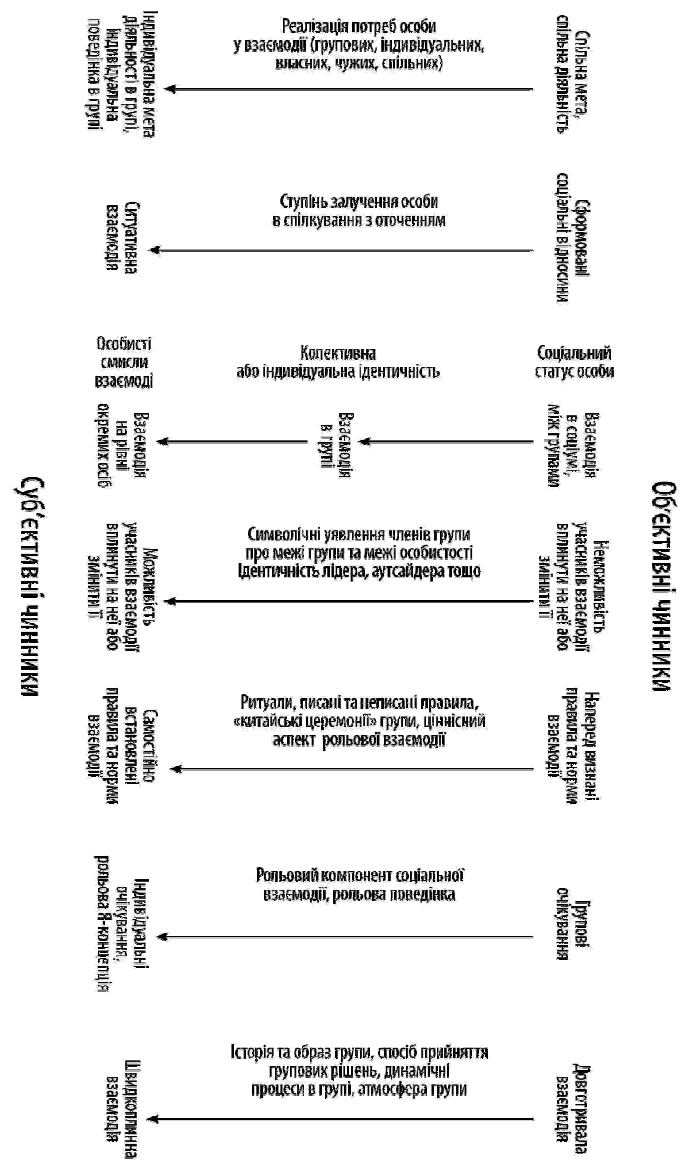 Індивідуальна мета
діяльності в групі,
індивідуальна
поведінка в групі
Реалізація потреб особи
у взаємодії (групових, індивідуальних,
власних, чужих, спільних)
Спільна мета,
спільна діяльність
Ситуативна
взаємодія
Ступінь залучення особи
в спілкування з оточенням
Сформовані
соціальні відносини
Особисті
смисли
взаємодії
Колективна
або індивідуальна ідентичність
Соціальний
статус особи
Взаємодія
на рівні
окремих осіб
Взаємодія
в групі
Взаємодія
в соціумі,
між групами
Суб'єктивні чинники
Об'єктивні чинники
Можливість
учасників взаємодії
вплинути на неї або
змінити її
Символічні уявлення членів групи
про межі групи та межі особистості
Ідентичність лідера, аутсайдера тощо
Неможливість
учасників взаємодії
вплинути на неї або
змінити її
Самостійно
встановлені
правила та норми
взаємодії
Ритуали, писані та неписані правила,
«китайські церемонії» групи, ціннісний
аспект рольової взаємодії
Наперед визнані
правила та норми
взаємодії
Індивідуальні
очікування,
рольова Я-концепція
Рольовий компонент соціальної
взаємодії, рольова поведінка
Групові
очікування
Швидкоплинна
взаємодія
Історія та образ групи, спосіб прийняття
групових рішень, динамічні
процеси в групі, атмосфера групи
Довготривала
взаємодія